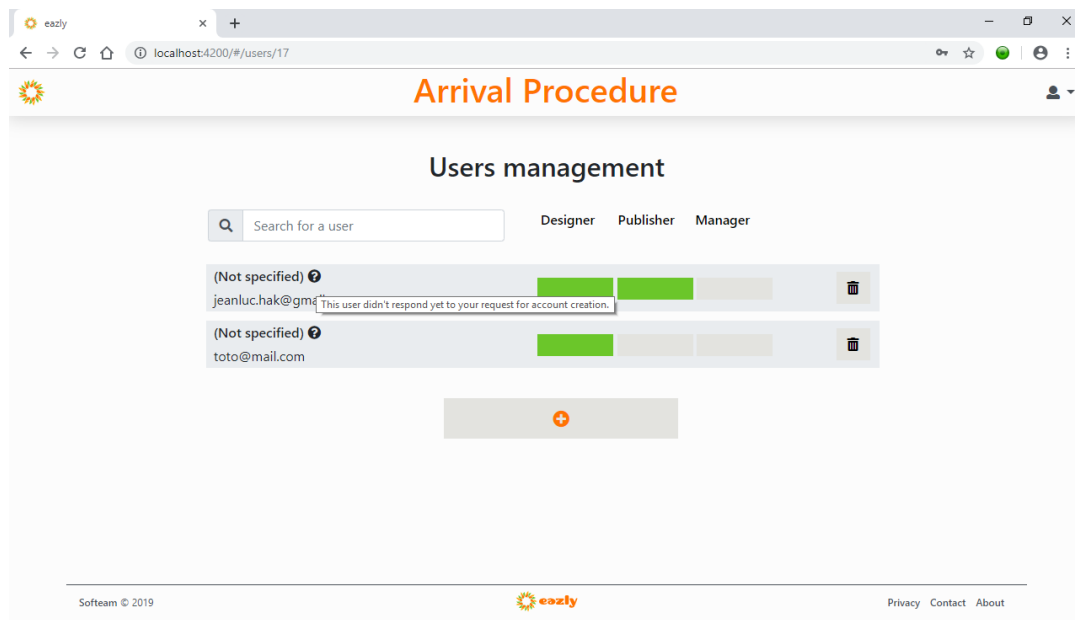 eazly
localhost:4200/#/users/17
Arrival Procedure
Users management
Search for a user
Designer Publisher Manager
(Not specified)
jeanluc.hak@gmail
This user didn't respond yet to your request for account creation.
(Not specified)
toto@mail.com
Softeam © 2019
eazly
Privacy Contact About